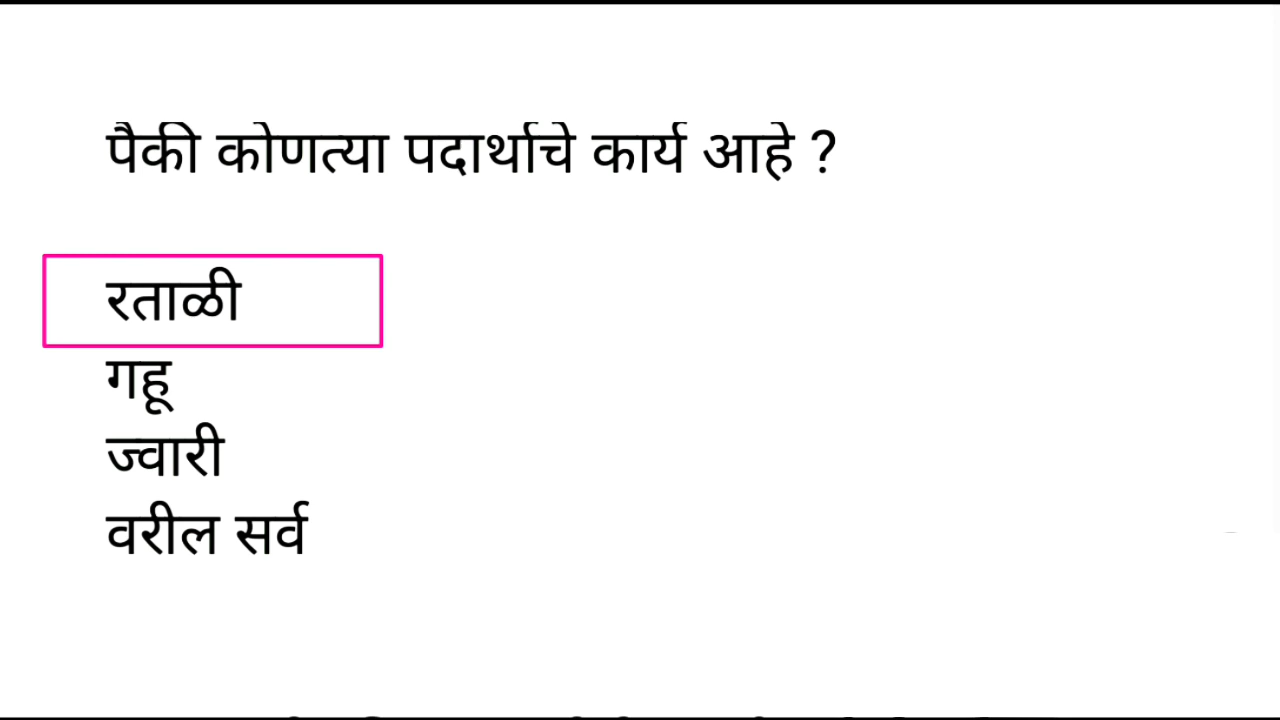 पैकी कोणत्या पदार्थाचे कार्य आहे ?
रताळी
गहू
ज्वारी
वरील सर्व